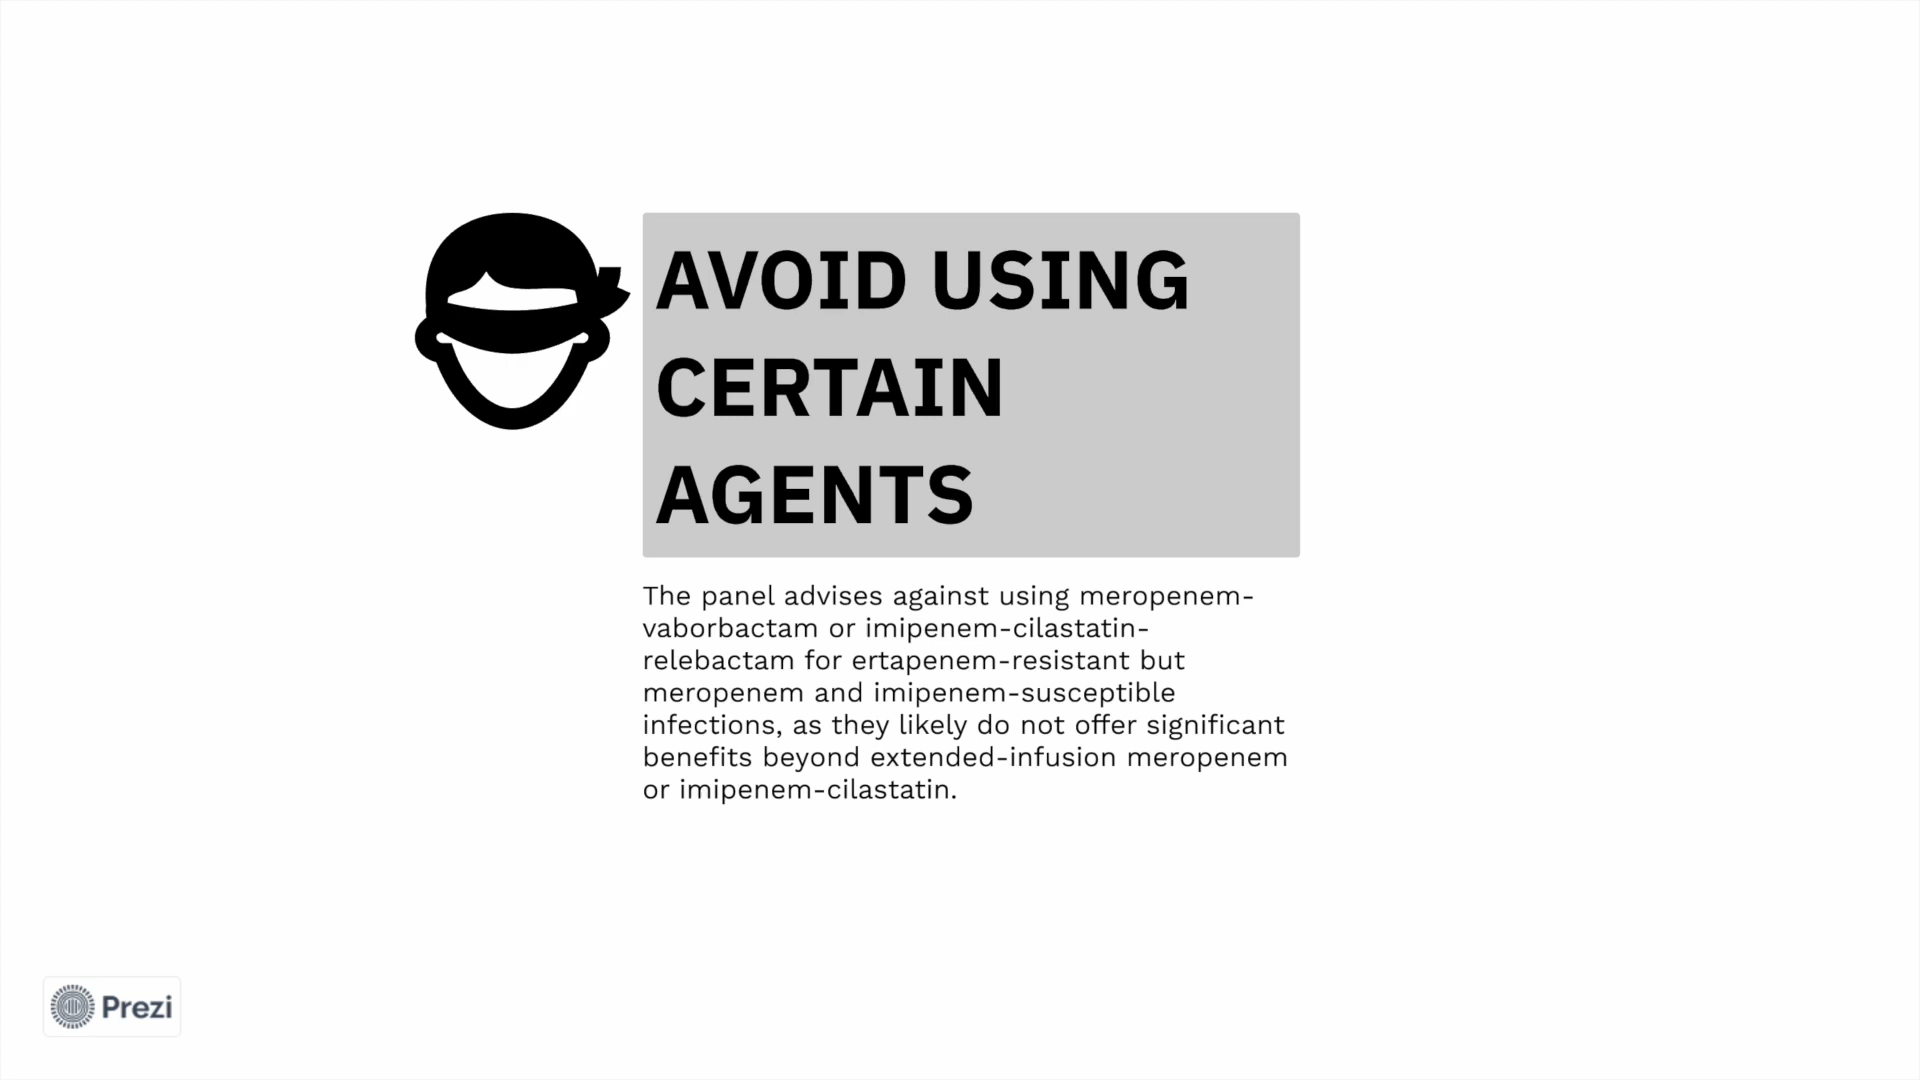 AVOID USING
CERTAIN
AGENTS
The panel advises against using meropenem-
vaborbactam or imipenem-cilastatin-
relebactam for ertapenem-resistant but
meropenem and imipenem-susceptible
infections, as they likely do not offer significant
benefits beyond extended-infusion meropenem
or imipenem-cilastatin.
Prezi